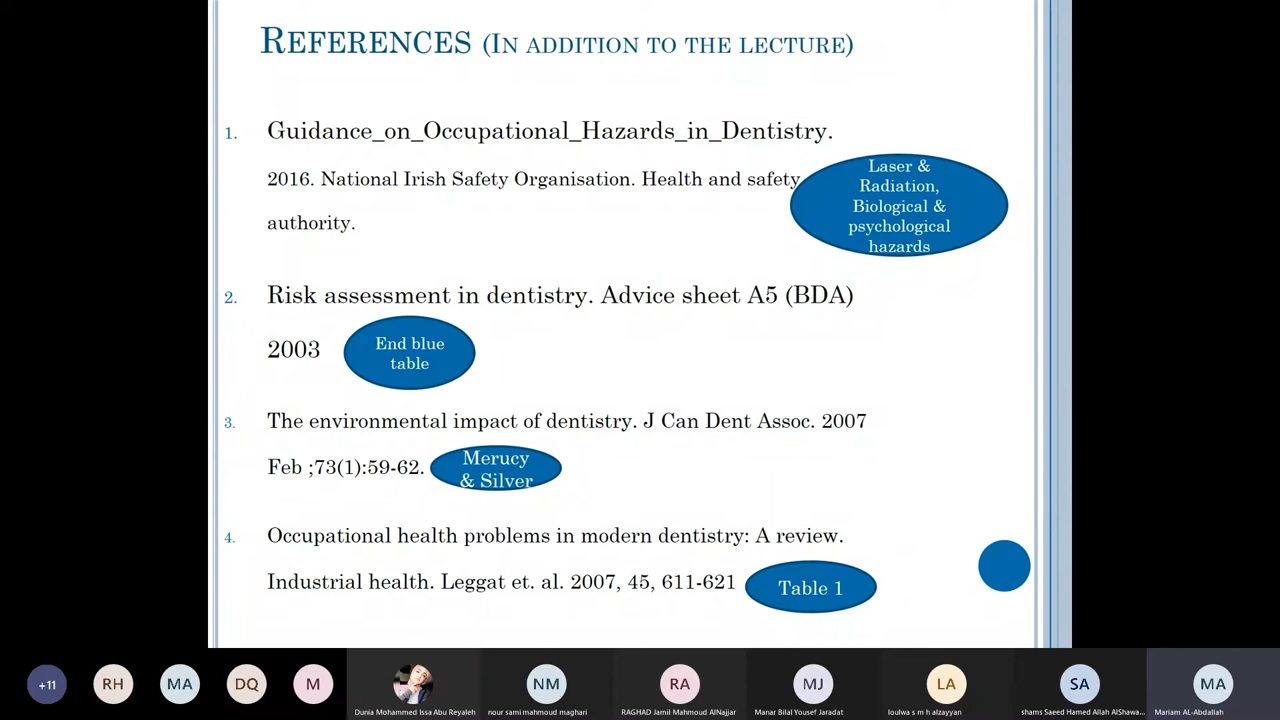 REFERENCES (IN ADDITION TO THE LECTURE)
1. Guidance_on_Occupational_Hazards_in_Dentistry.
2016. National Irish Safety Organisation. Health and safety
authority.
Laser &
Radiation,
Biological &
psychological
hazards
2. Risk assessment in dentistry. Advice sheet A5 (BDA)
2003
End blue
table
3. The environmental impact of dentistry. J Can Dent Assoc. 2007
Feb ;73(1):59-62.
Merucy
& Silver
4. Occupational health problems in modern dentistry: A review.
Industrial health. Leggat et. al. 2007, 45, 611-621
Table 1
+11
RH
MA
DQ
M
NM
RA
MJ
LA
SA
MA
Dunia Mohammed Issa Abu Reyaleh
nour sami mahmoud maghari
RAGHAD Jamil Mahmoud AlNajjar
Manar Bilal Yousef Jaradat
loulwa s m h alzayyan
shams Saeed Hamed Allah AlShawa...
Mariam AL-Abdallah